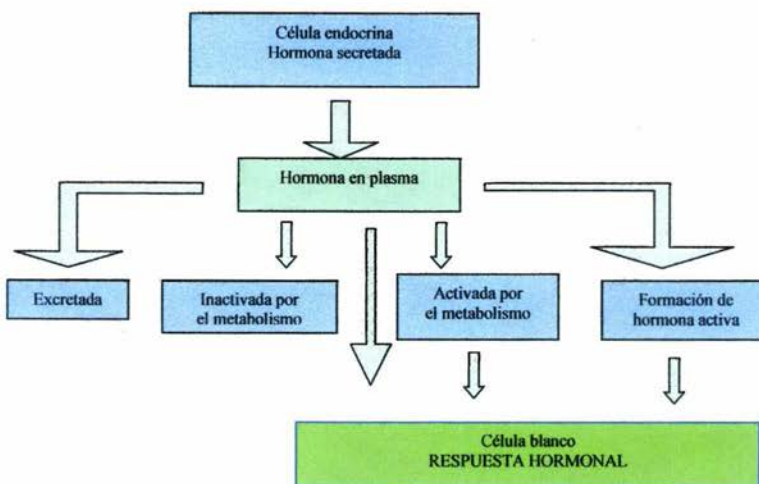 Célula endocrina
Hormona secretada
Hormona en plasma
Excretada
Inactivada por
el metabolismo
Activada por
el metabolismo
Formación de
hormona activa
Célula blanco
RESPUESTA HORMONAL